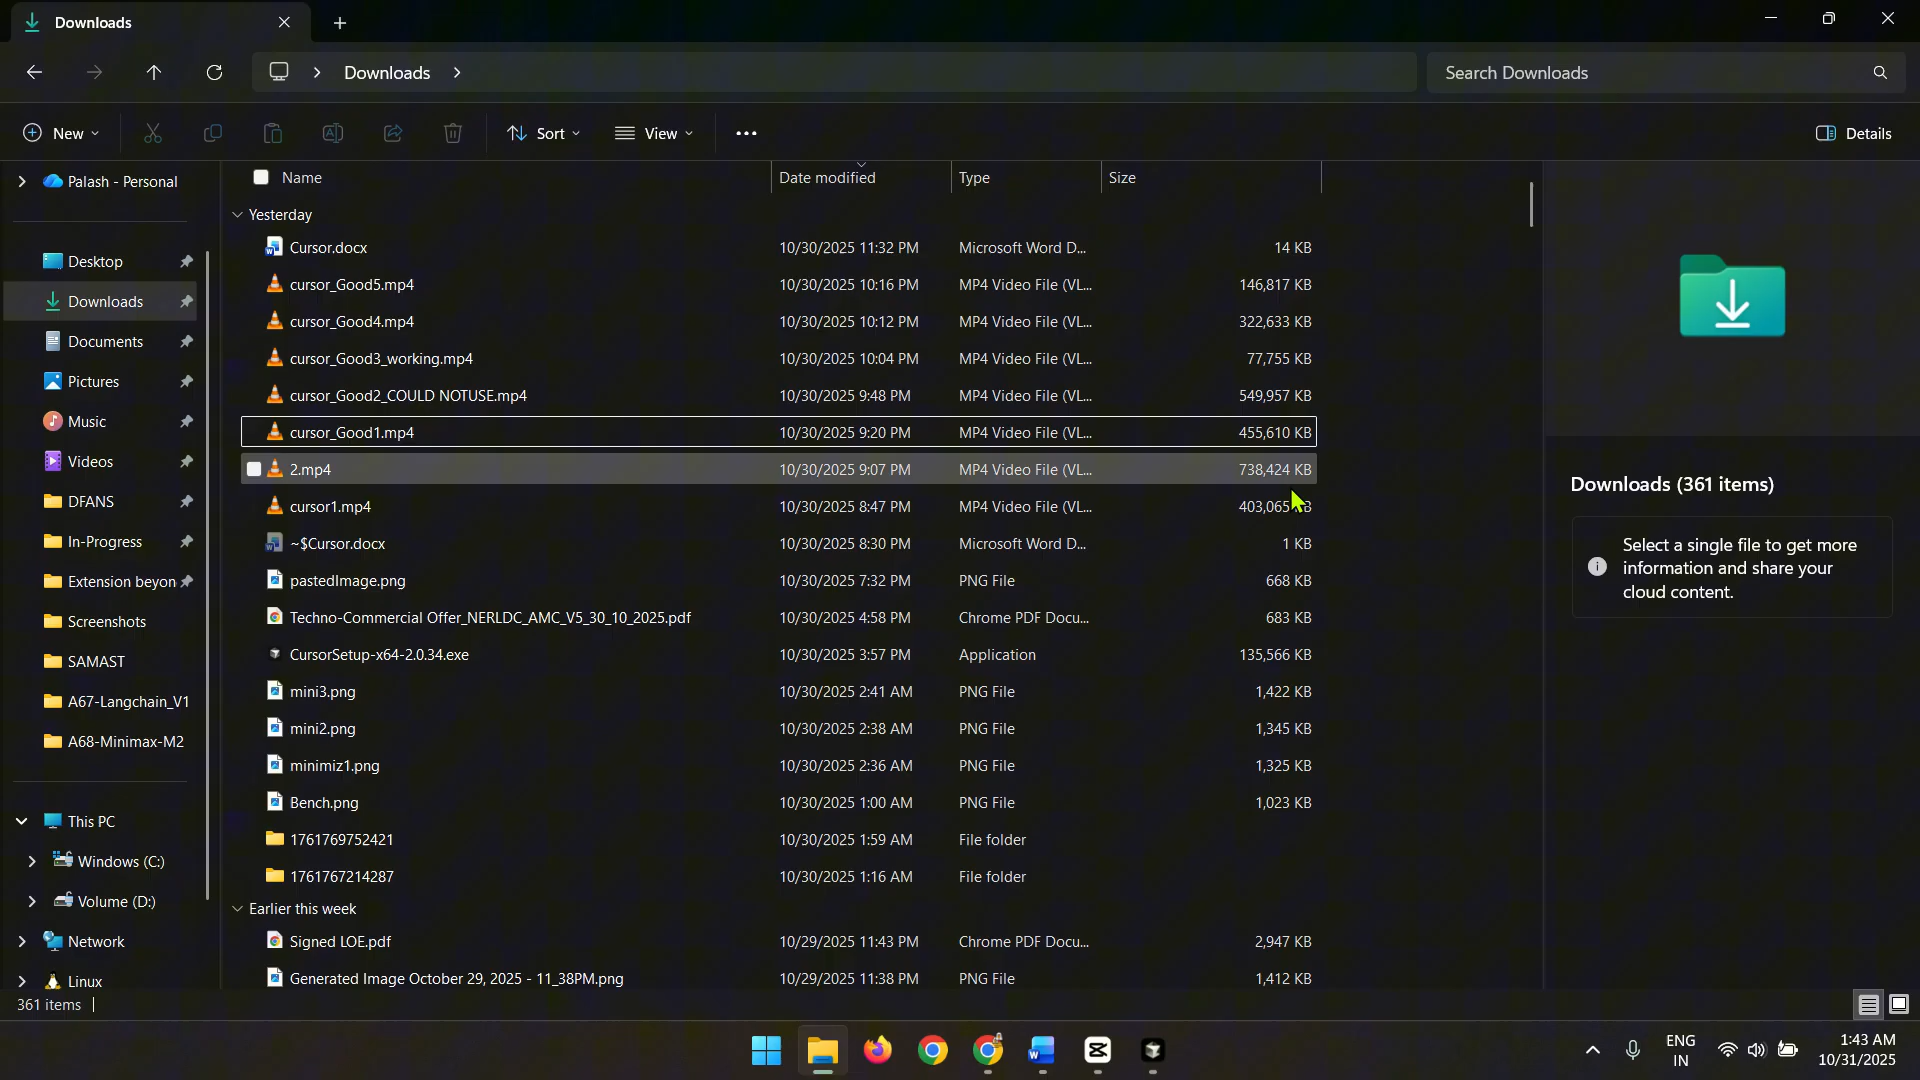 Downloads
Downloads
Search Downloads
New
Sort
View
Details
Palash - Personal
Desktop
Downloads
Documents
Pictures
Music
Videos
DFANS
In-Progress
Extension beyon
Screenshots
SAMAST
A67-Langchain_V1
A68-Minimax-M2
This PC
Windows (C:)
Volume (D:)
Network
Linux
Name Date modified Type Size
Yesterday
Cursor.docx 10/30/2025 11:32 PM Microsoft Word D... 14 KB
cursor_Good5.mp4 10/30/2025 10:16 PM MP4 Video File (VL... 146,817 KB
cursor_Good4.mp4 10/30/2025 10:12 PM MP4 Video File (VL... 322,633 KB
cursor_Good3_working.mp4 10/30/2025 10:04 PM MP4 Video File (VL... 77,755 KB
cursor_Good2_COULD NOTUSE.mp4 10/30/2025 9:48 PM MP4 Video File (VL... 549,957 KB
cursor_Good1.mp4 10/30/2025 9:20 PM MP4 Video File (VL... 455,610 KB
2.mp4 10/30/2025 9:07 PM MP4 Video File (VL... 738,424 KB
cursor1.mp4 10/30/2025 8:47 PM MP4 Video File (VL... 403,065 KB
~$Cursor.docx 10/30/2025 8:30 PM Microsoft Word D... 1 KB
pastedImage.png 10/30/2025 7:32 PM PNG File 668 KB
Techno-Commercial Offer_NERLDC_AMC_V5_30_10_2025.pdf 10/30/2025 4:58 PM Chrome PDF Docu... 683 KB
CursorSetup-x64-2.0.34.exe 10/30/2025 3:57 PM Application 135,566 KB
mini3.png 10/30/2025 2:41 AM PNG File 1,422 KB
mini2.png 10/30/2025 2:38 AM PNG File 1,345 KB
minimiz1.png 10/30/2025 2:36 AM PNG File 1,325 KB
Bench.png 10/30/2025 1:00 AM PNG File 1,023 KB
1761769752421 10/30/2025 1:59 AM File folder
1761767214287 10/30/2025 1:16 AM File folder
Earlier this week
Signed LOE.pdf 10/29/2025 11:43 PM Chrome PDF Docu... 2,947 KB
Generated Image October 29, 2025 - 11_38PM.png 10/29/2025 11:38 PM PNG File 1,412 KB
Downloads (361 items)
Select a single file to get more
information and share your
cloud content.
361 items
ENG
IN
1:43 AM
10/31/2025